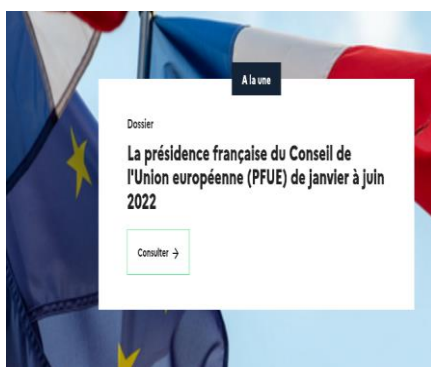 A la une
Dossier
La présidence française du Conseil de
l'Union européenne (PFUE) de janvier à juin
2022
Consulter →